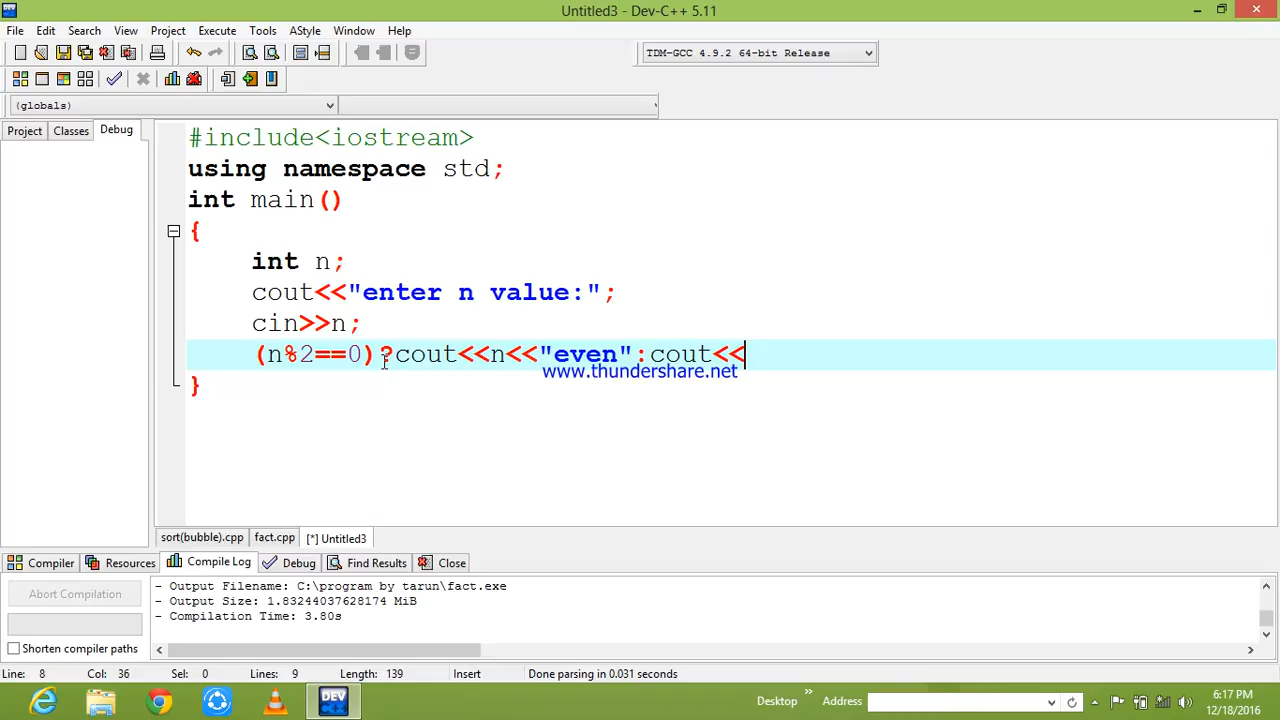 Untitled3 - Dev-C++ 5.11
File Edit Search View Project Execute Tools AStyle Window Help
TDM-GCC 4.9.2 64-bit Release
(globals)
Project Classes Debug
#include<iostream>
using namespace std;
int main()
{
int n;
cout<<"enter n value:";
cin>>n;
(n%2==0)?cout<<n<<"even":cout<<
www.thundershare.net
}
sort(bubble).cpp fact.cpp [*] Untitled3
Compiler Resources Compile Log Debug Find Results Close
Abort Compilation
- Output Filename: C:\program by tarun\fact.exe
- Output Size: 1.83244037628174 MiB
- Compilation Time: 3.80s
Shorten compiler paths
Line: 8 Col: 36 Sel: 0 Lines: 9 Length: 139 Insert Done parsing in 0.031 seconds
DEV
Desktop » Address
6:17 PM
12/18/2016